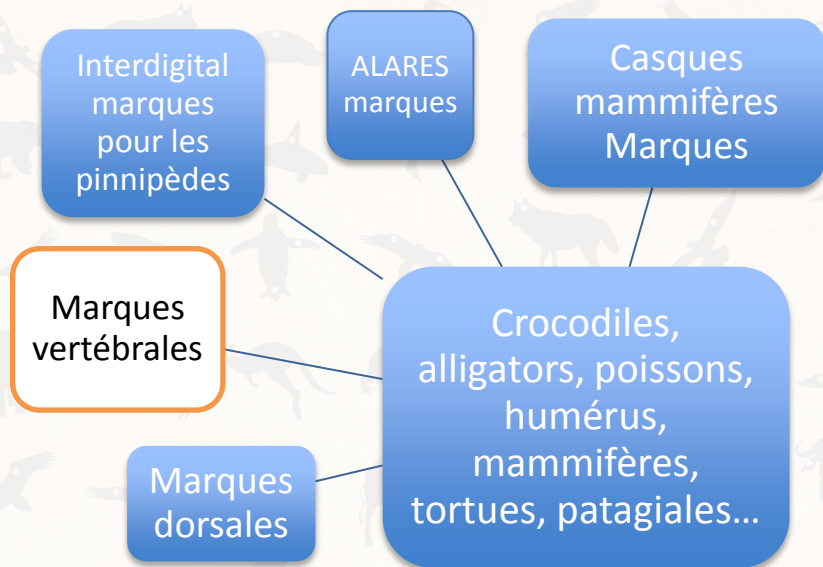 Interdigital
marques
pour les
pinnipèdes
ALARES
marques
Casques
mammifères
Marques
Marques
vertébrales
Crocodiles,
alligators, poissons,
humérus,
mammifères,
tortues, patagiales...
Marques
dorsales